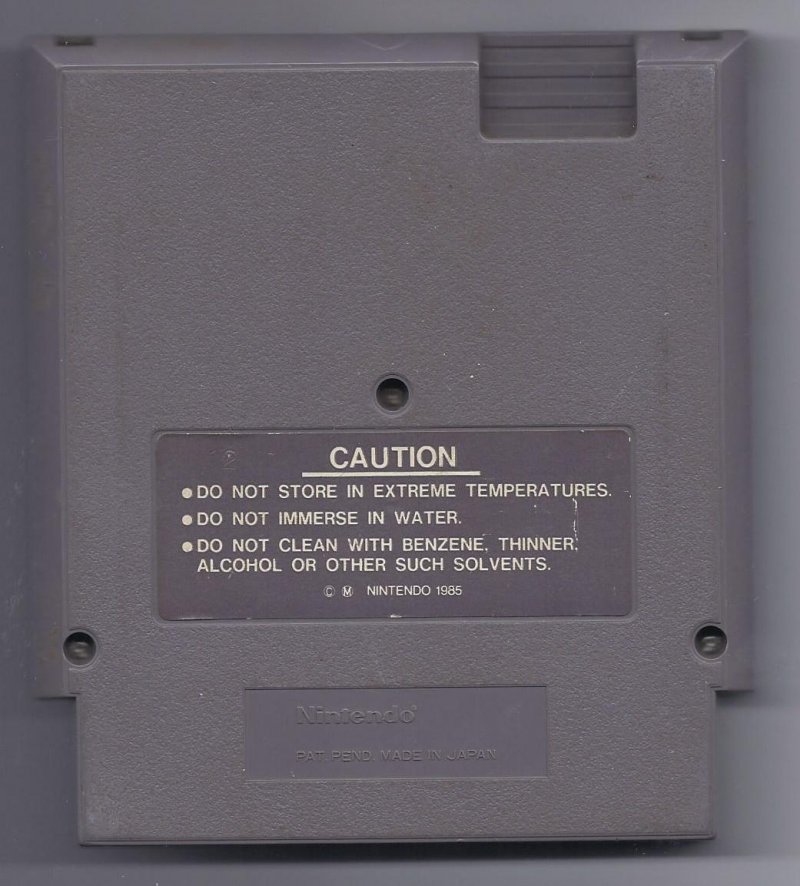 CAUTION
●DO NOT STORE IN EXTREME TEMPERATURES.
●DO NOT IMMERSE IN WATER.
●DO NOT CLEAN WITH BENZENE, THINNER,
ALCOHOL OR OTHER SUCH SOLVENTS.
© Ⓜ NINTENDO 1985
Nintendo®
PAT. PEND. MADE IN JAPAN